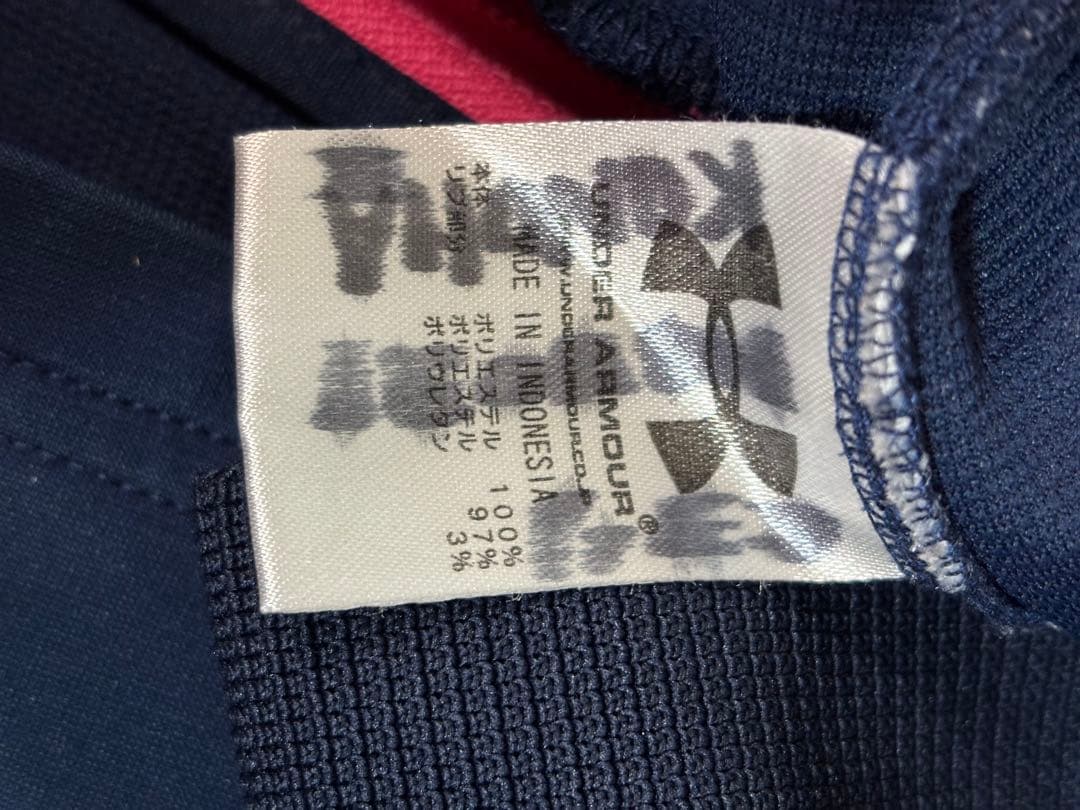 UNDER ARMOUR®
WWW.UNDERARMOUR.CO.JP
MADE IN INDONESIA
本体 ポリエステル 100%
リブ部分 ポリエステル 97%
ポリウレタン 3%